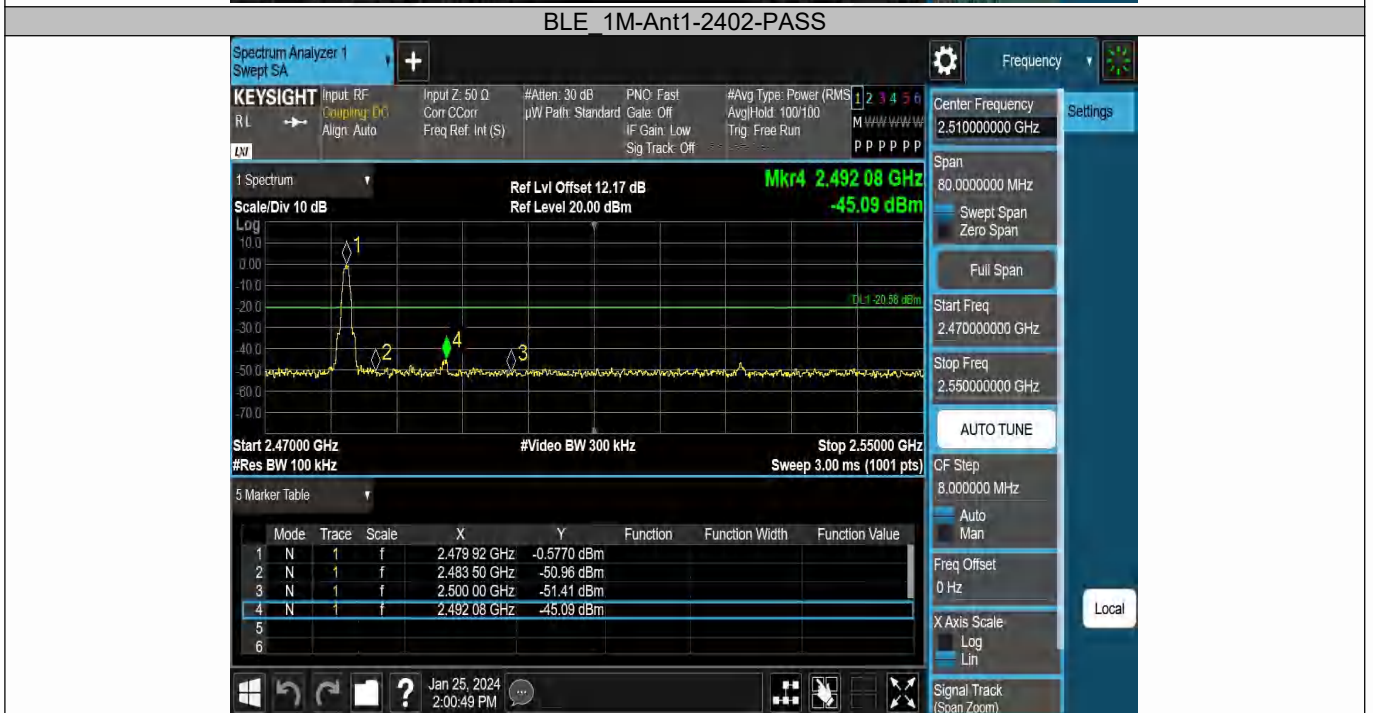 BLE_1M-Ant1-2402-PASS
Spectrum Analyzer 1
Swept SA
+
Frequency
KEYSIGHT
RL
LXI
Input: RF
Coupling: DC
Align: Auto
Input Z: 50 Ω
Corr CCorr
Freq Ref: Int (S)
#Atten: 30 dB
µW Path: Standard
PNO: Fast
Gate: Off
IF Gain: Low
Sig Track: Off
#Avg Type: Power (RMS
Avg|Hold: 100/100
Trig: Free Run
1 2 3 4 5 6
M W W W W W
P P P P P P
Center Frequency
2.510000000 GHz
Settings
Span
80.0000000 MHz
Swept Span
Zero Span
Full Span
Start Freq
2.470000000 GHz
Stop Freq
2.550000000 GHz
AUTO TUNE
CF Step
8.000000 MHz
Auto
Man
Freq Offset
0 Hz
X Axis Scale
Log
Lin
Signal Track
(Span Zoom)
Local
1 Spectrum
Scale/Div 10 dB
Log
Ref Lvl Offset 12.17 dB
Ref Level 20.00 dBm
Mkr4 2.492 08 GHz
-45.09 dBm
10.0
0.00
-10.0
-20.0
-30.0
-40.0
-50.0
-60.0
-70.0
1
2
4
3
DL1 -20.58 dBm
Start 2.47000 GHz
#Video BW 300 kHz
Stop 2.55000 GHz
#Res BW 100 kHz
Sweep 3.00 ms (1001 pts)
5 Marker Table
Mode Trace Scale X Y Function Function Width Function Value
1 N 1 f 2.479 92 GHz -0.5770 dBm
2 N 1 f 2.483 50 GHz -50.96 dBm
3 N 1 f 2.500 00 GHz -51.41 dBm
4 N 1 f 2.492 08 GHz -45.09 dBm
5
6
?
Jan 25, 2024
2:00:49 PM